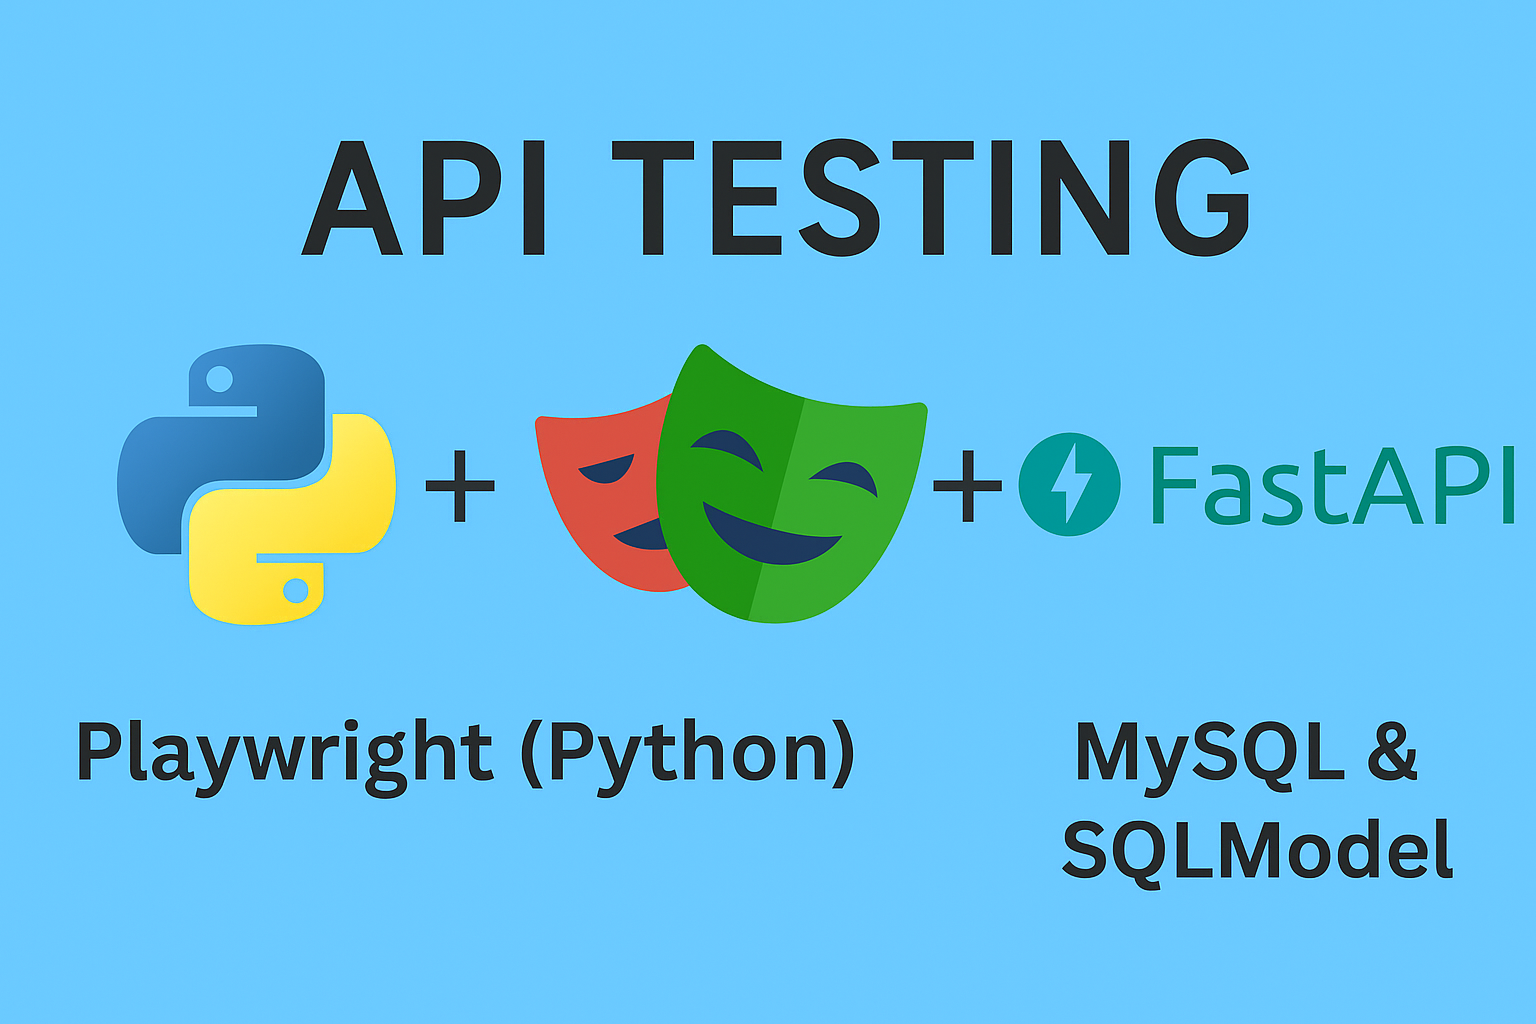 API TESTING
+ + FastAPI
Playwright (Python)
MySQL &
SQLModel